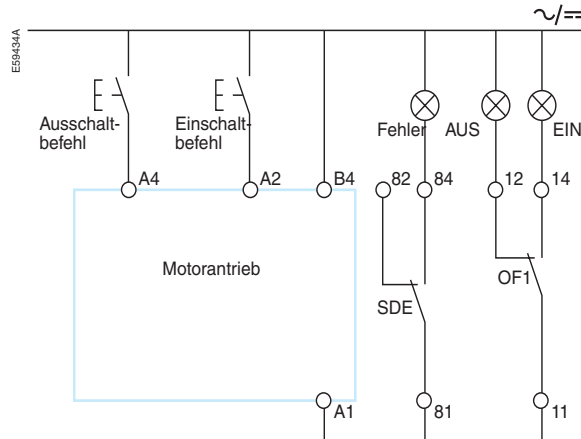 ∼/==
E59434A
Ausschalt-
befehl
Einschalt-
befehl
Fehler
AUS
EIN
A4
A2
B4
82
84
12
14
Motorantrieb
SDE
OF1
A1
81
11